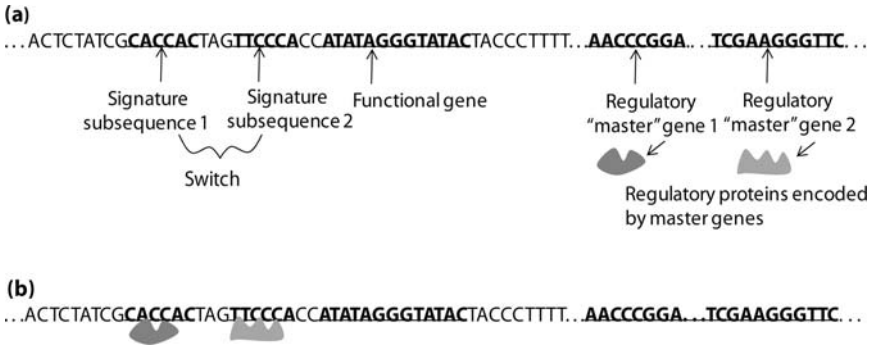 (a)
...ACTCTATCGCACCACTAGTTCCCACCATATAGGGTATACTACCCTTTT...AACCCGGA....TCGAAGGGTTC...
Signature subsequence 1
Signature subsequence 2
Functional gene
Regulatory "master" gene 1
Regulatory "master" gene 2
Switch
Regulatory proteins encoded by master genes
(b)
...ACTCTATCGCACCACTAGTTCCCACCATATAGGGTATACTACCCTTTT...AACCCGGA...TCGAAGGGTTC...